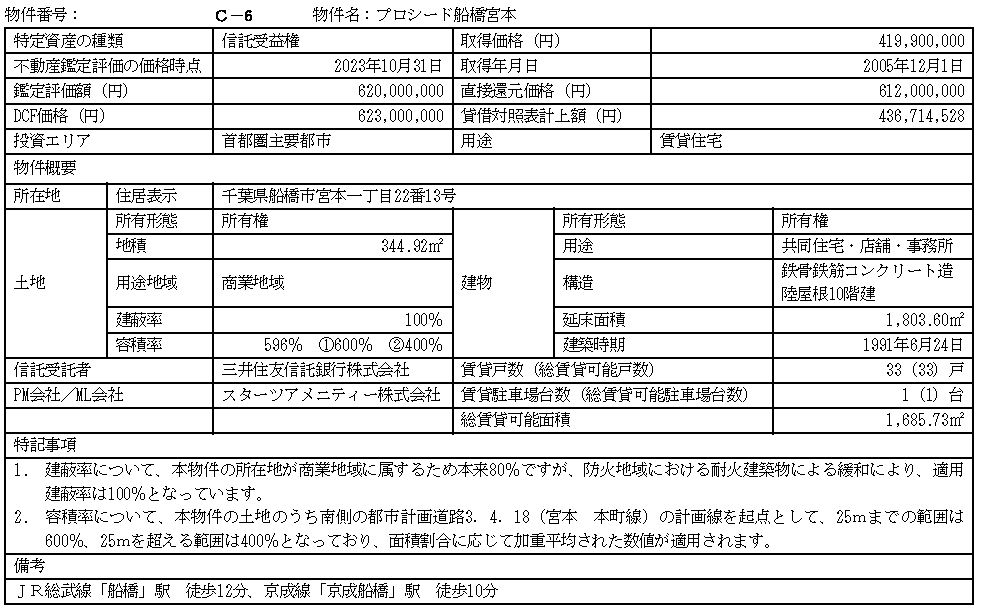 物件番号： Ｃ－6 物件名：プロシード船橋宮本
特定資産の種類 信託受益権 取得価格（円） 419,900,000
不動産鑑定評価の価格時点 2023年10月31日 取得年月日 2005年12月1日
鑑定評価額（円） 620,000,000 直接還元価格（円） 612,000,000
DCF価格（円） 623,000,000 貸借対照表計上額（円） 436,714,528
投資エリア 首都圏主要都市 用途 賃貸住宅
物件概要
所在地 住居表示 千葉県船橋市宮本一丁目22番13号
土地 所有形態 所有権 建物 所有形態 所有権
地積 344.92㎡ 用途 共同住宅・店舗・事務所
用途地域 商業地域 構造 鉄骨鉄筋コンクリート造
陸屋根10階建
建蔽率 100% 延床面積 1,803.60㎡
容積率 596% ①600% ②400% 建築時期 1991年6月24日
信託受託者 三井住友信託銀行株式会社 賃貸戸数（総賃貸可能戸数） 33（33）戸
PM会社／ML会社 スターツアメニティー株式会社 賃貸駐車場台数（総賃貸可能駐車場台数） 1（1）台
総賃貸可能面積 1,685.73㎡
特記事項
1. 建蔽率について、本物件の所在地が商業地域に属するため本来80%ですが、防火地域における耐火建築物による緩和により、適用
建蔽率は100%となっています。
2. 容積率について、本物件の土地のうち南側の都市計画道路3．4．18（宮本 本町線）の計画線を起点として、25mまでの範囲は
600%、25mを超える範囲は400%となっており、面積割合に応じて加重平均された数値が適用されます。
備考
ＪＲ総武線「船橋」駅 徒歩12分、京成線「京成船橋」駅 徒歩10分